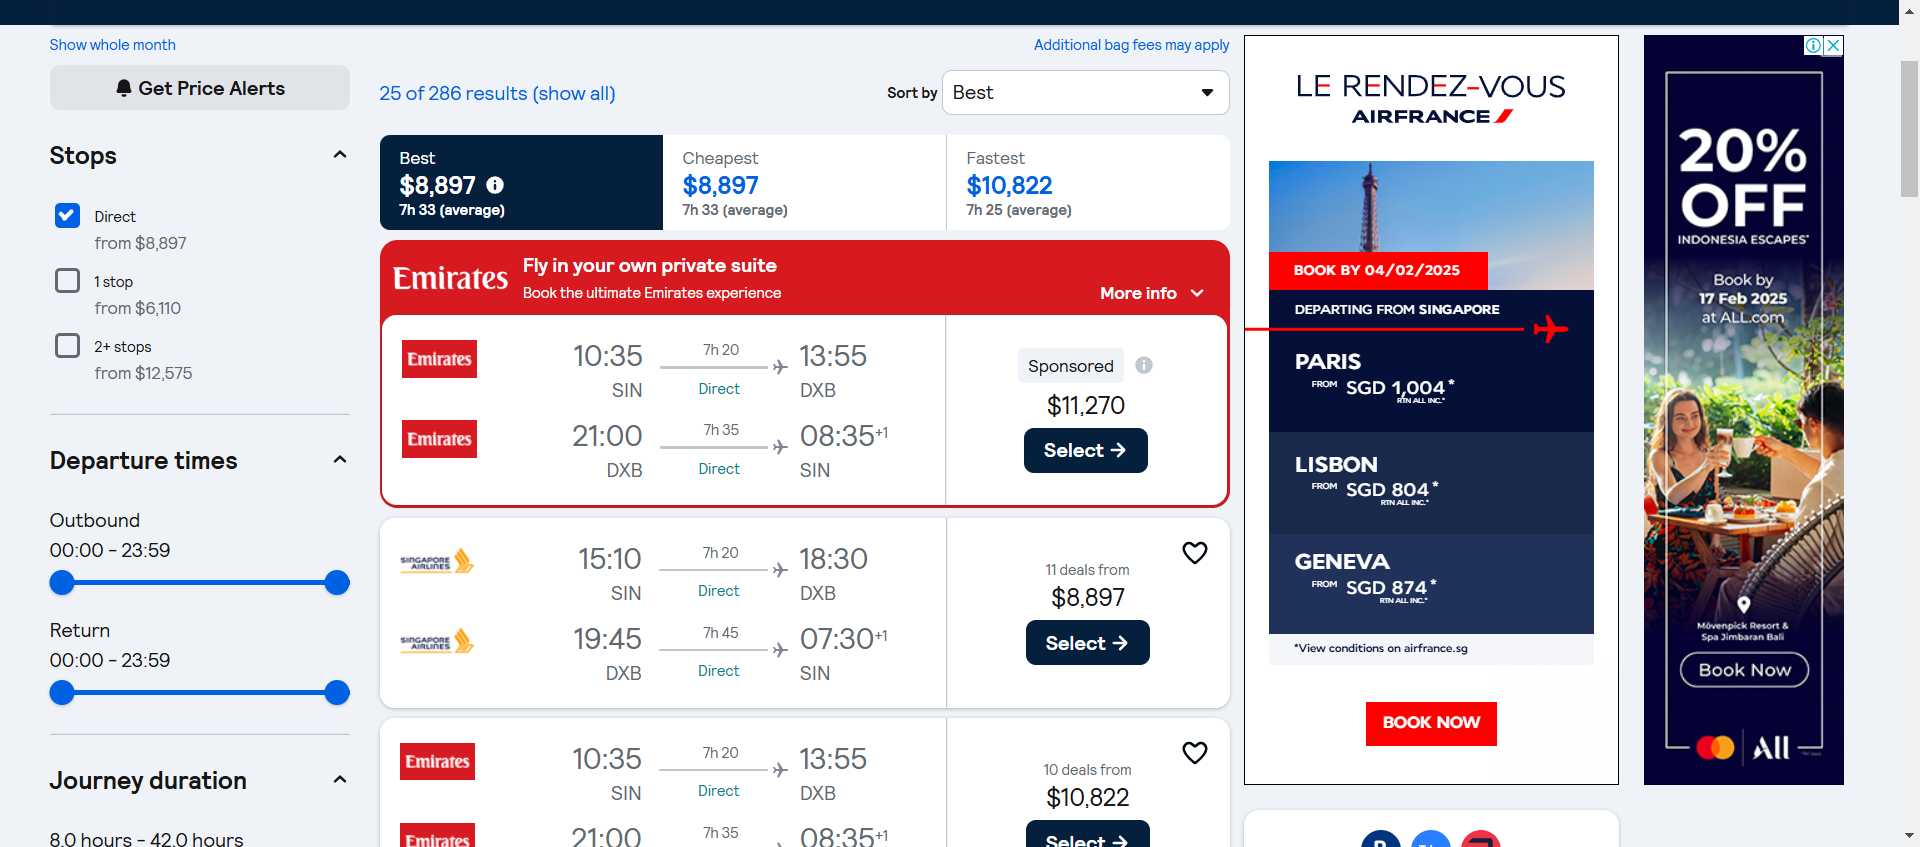 Show whole month
Get Price Alerts
Stops
Direct
from $8,897
1 stop
from $6,110
2+ stops
from $12,575
Departure times
Outbound
00:00 - 23:59
Return
00:00 - 23:59
Journey duration
8.0 hours - 42.0 hours
Additional bag fees may apply
25 of 286 results (show all)
Sort by
Best
Best
$8,897
7h 33 (average)
Cheapest
$8,897
7h 33 (average)
Fastest
$10,822
7h 25 (average)
Emirates
Fly in your own private suite
Book the ultimate Emirates experience
More info
Emirates
10:35
7h 20
13:55
SIN
Direct
DXB
Emirates
21:00
7h 35
08:35+1
DXB
Direct
SIN
Sponsored
$11,270
Select
SINGAPORE AIRLINES
15:10
7h 20
18:30
SIN
Direct
DXB
SINGAPORE AIRLINES
19:45
7h 45
07:30+1
DXB
Direct
SIN
11 deals from
$8,897
Select
Emirates
10:35
7h 20
13:55
SIN
Direct
DXB
Emirates
21:00
7h 35
08:35+1
10 deals from
$10,822
Select
LE RENDEZ-VOUS
AIRFRANCE
BOOK BY 04/02/2025
DEPARTING FROM SINGAPORE
PARIS
FROM SGD 1,004*
RTN ALL INC.*
LISBON
FROM SGD 804*
RTN ALL INC.*
GENEVA
FROM SGD 874*
RTN ALL INC.*
*View conditions on airfrance.sg
BOOK NOW
20%
OFF
INDONESIA ESCAPES*
Book by
17 Feb 2025
at ALL.com
Mövenpick Resort &
Spa Jimbaran Bali
Book Now
ALL